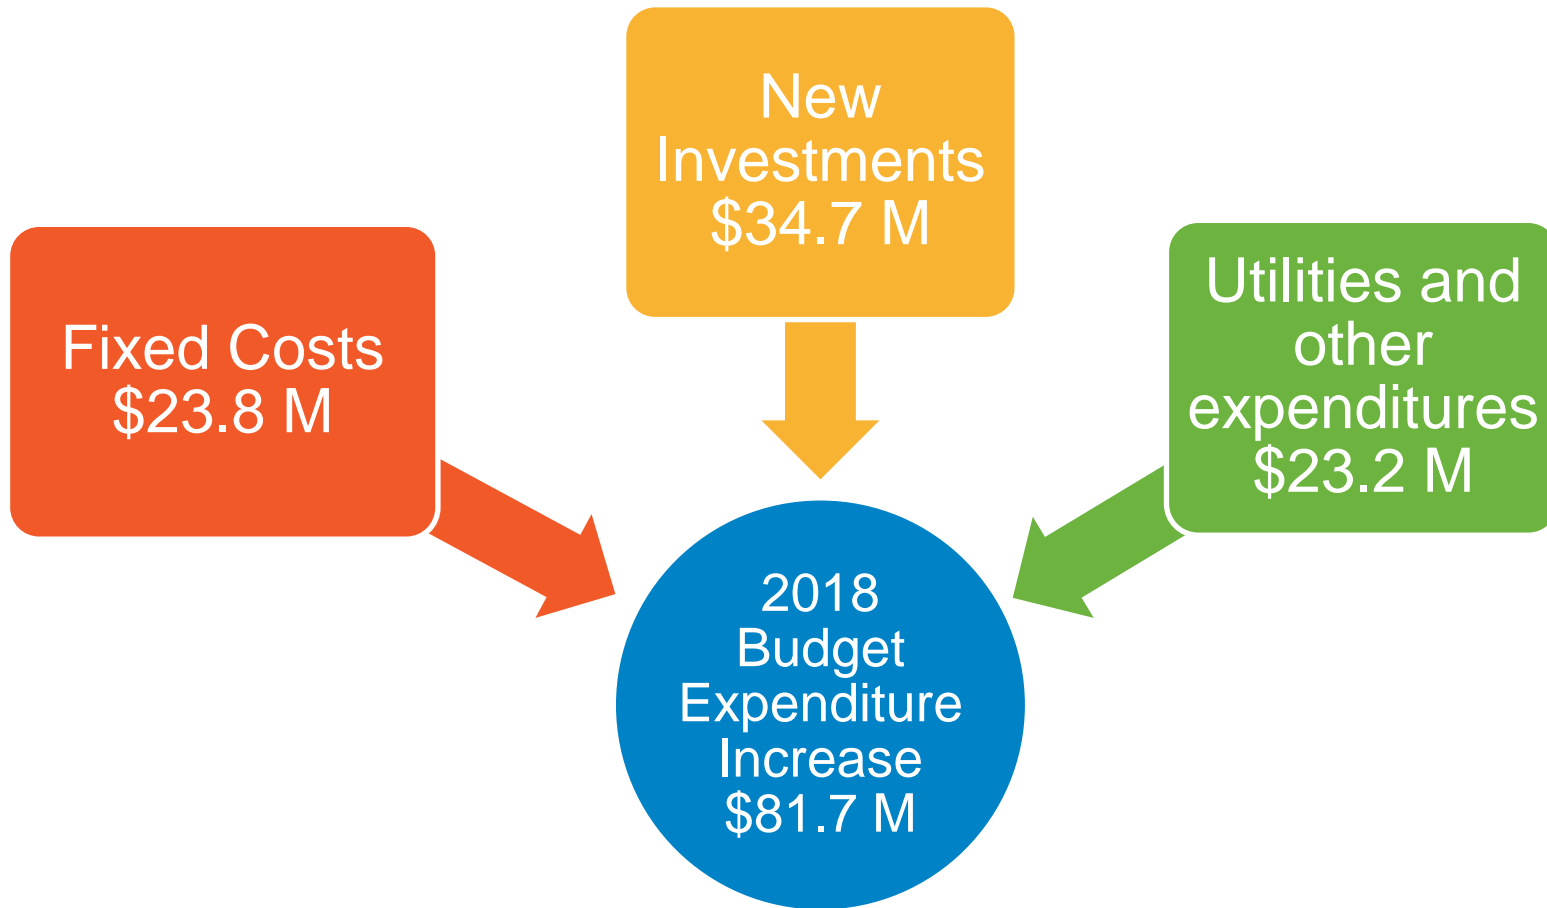 New
Investments
$34.7 M
Fixed Costs
$23.8 M
Utilities and
other
expenditures
$23.2 M
2018
Budget
Expenditure
Increase
$81.7 M